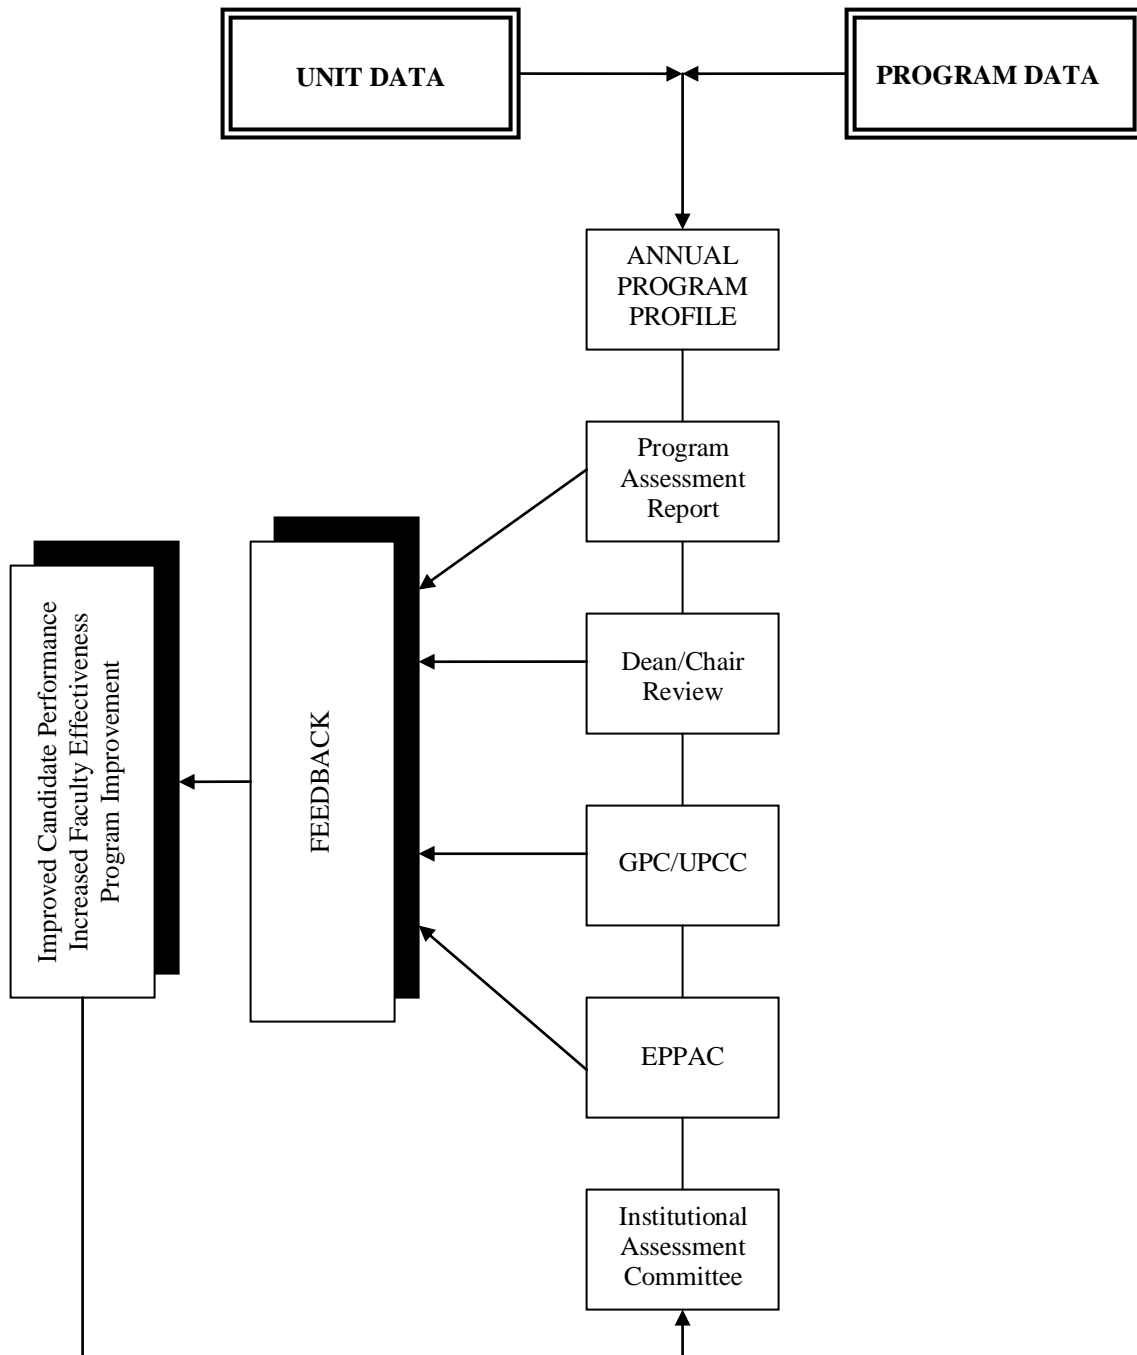 UNIT DATA
PROGRAM DATA
ANNUAL
PROGRAM
PROFILE
Program
Assessment
Report
Dean/Chair
Review
GPC/UPCC
EPPAC
Institutional
Assessment
Committee
FEEDBACK
Improved Candidate Performance
Increased Faculty Effectiveness
Program Improvement